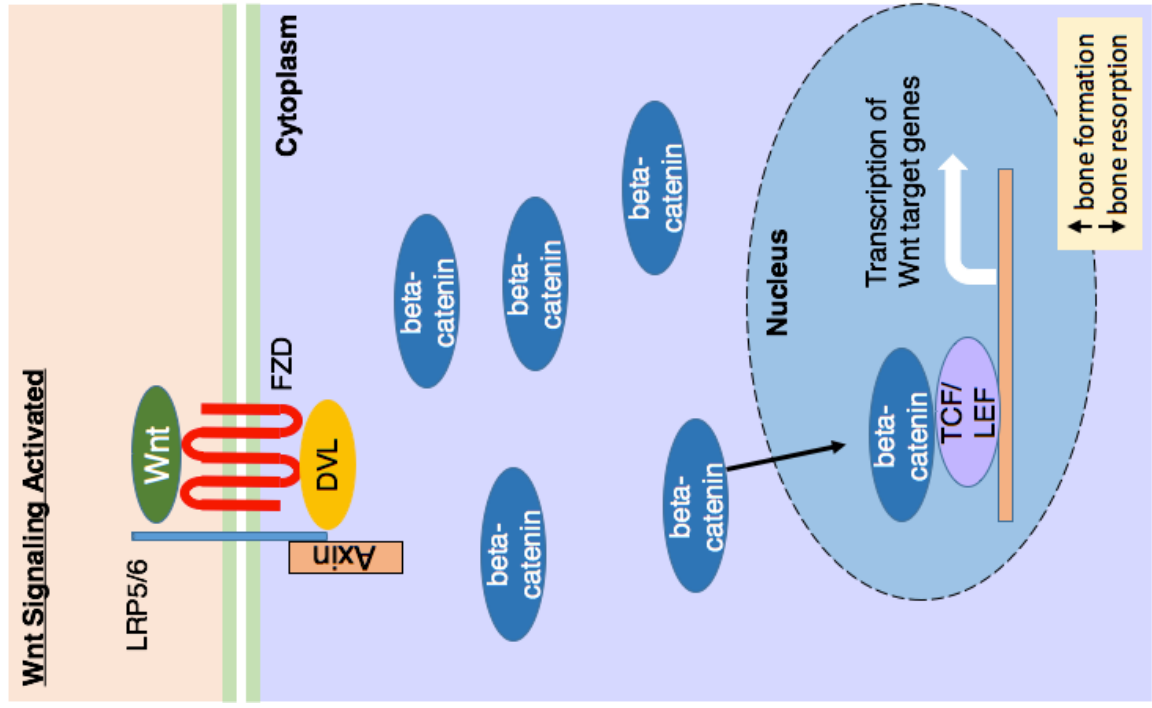 Wnt Signaling Activated
LRP5/6
Wnt
FZD
DVL
Axin
Cytoplasm
beta-
catenin
beta-
catenin
beta-
catenin
beta-
catenin
beta-
catenin
Nucleus
beta-
catenin
TCF/
LEF
Transcription of
Wnt target genes
↑ bone formation
↓ bone resorption